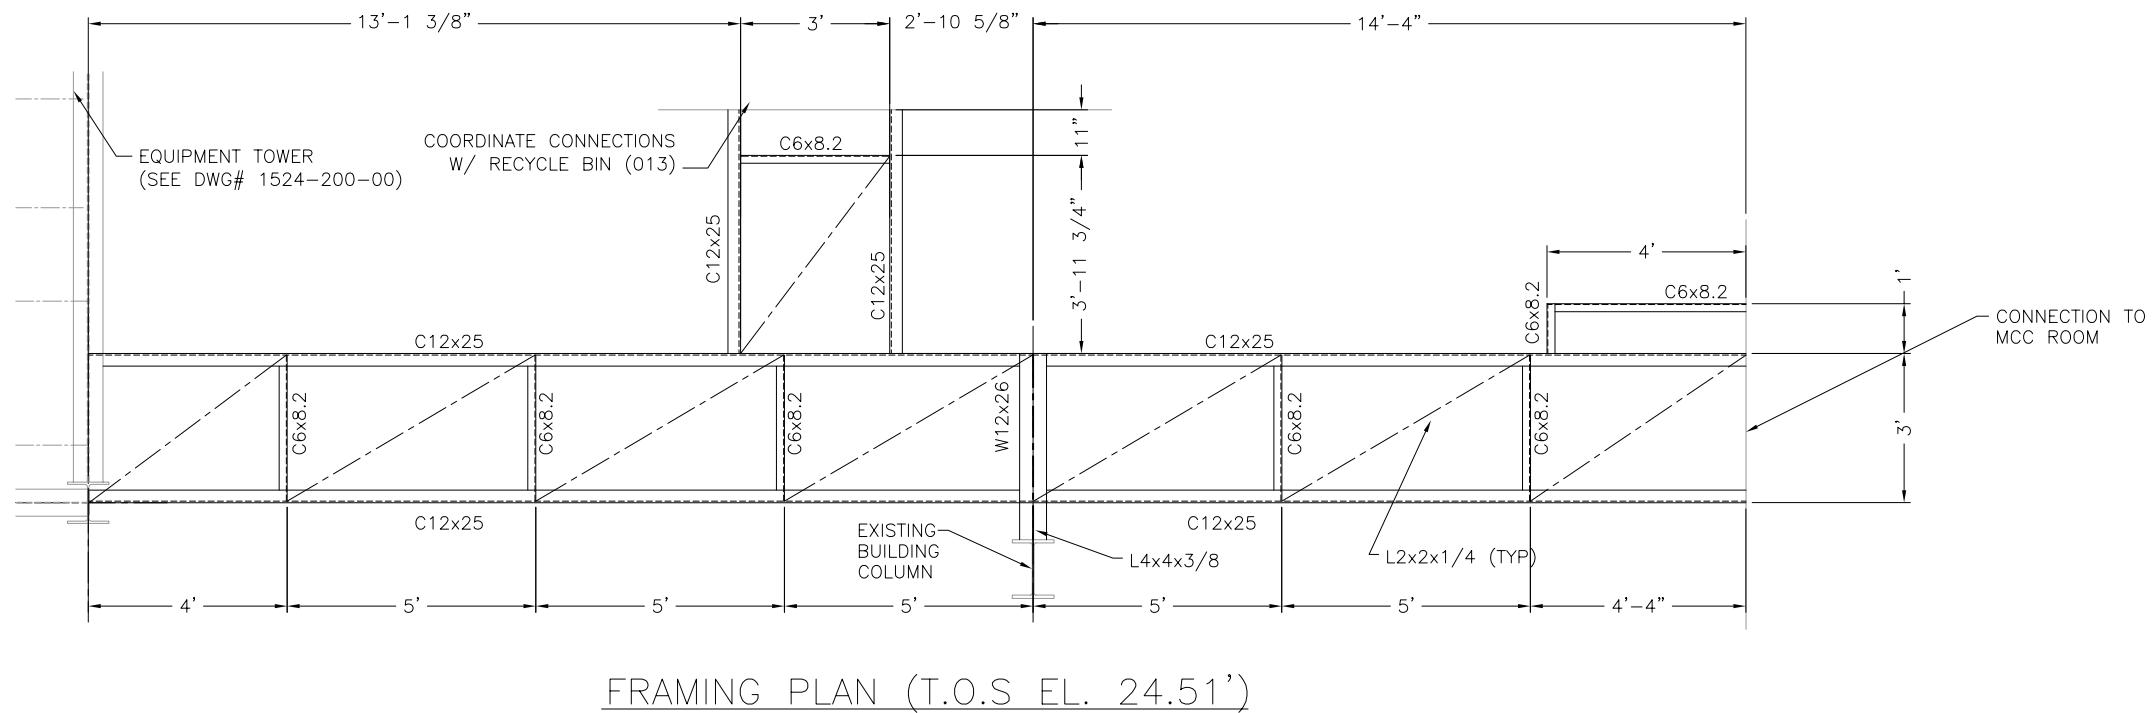 13'-1 3/8"
3'
2'-10 5/8"
14'-4"
EQUIPMENT TOWER
(SEE DWG# 1524-200-00)
COORDINATE CONNECTIONS
W/ RECYCLE BIN (013)
C6x8.2
11"
C12x25
C12x25
3'-11 3/4"
4'
C6x8.2
C6x8.2
1'
CONNECTION TO
MCC ROOM
C12x25
C12x25
C6x8.2
C6x8.2
C6x8.2
W12x26
C6x8.2
C6x8.2
3'
C12x25
C12x25
EXISTING
BUILDING
COLUMN
L4x4x3/8
L2x2x1/4 (TYP)
4'
5'
5'
5'
5'
5'
4'-4"
FRAMING PLAN (T.O.S EL. 24.51')